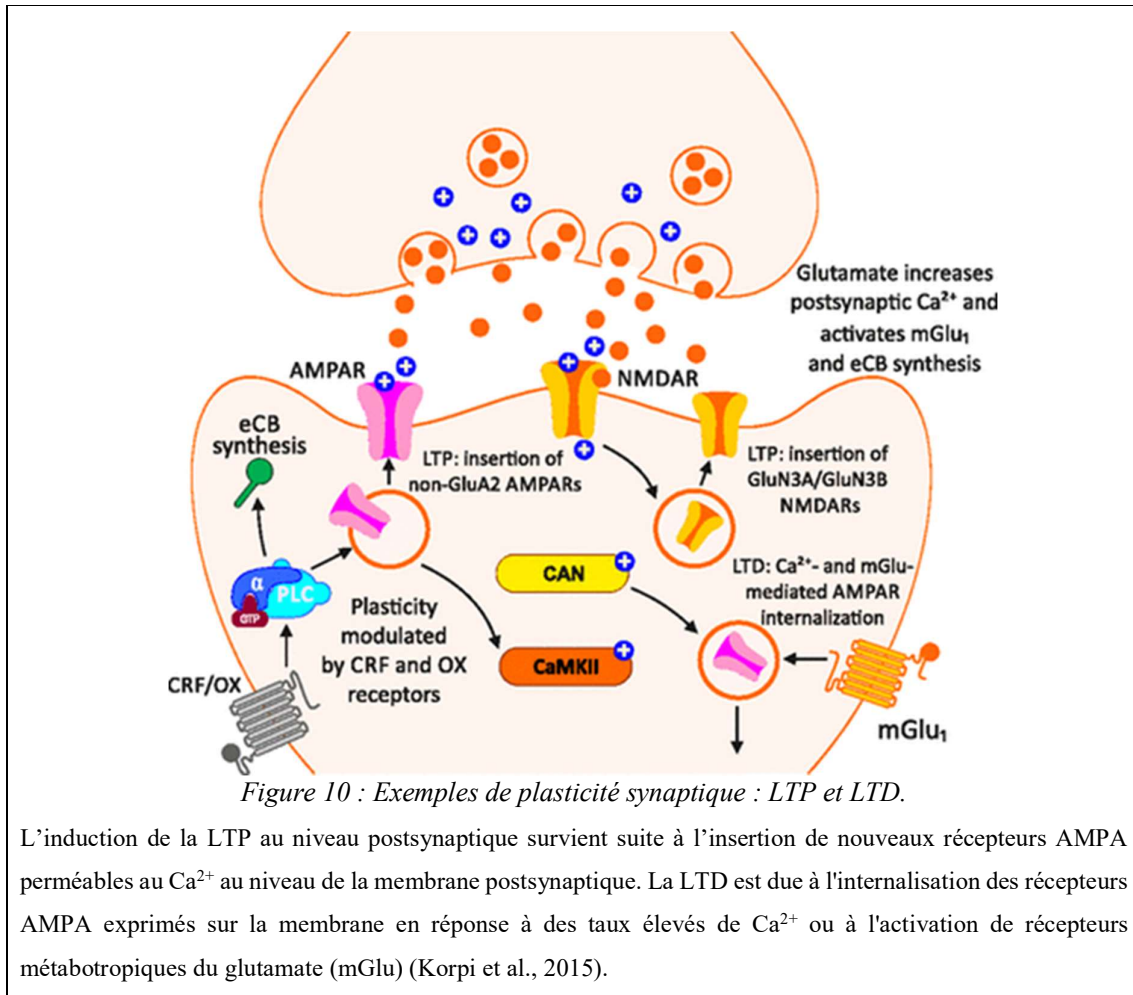 Glutamate increases
postsynaptic Ca²⁺ and
activates mGlu₁
and eCB synthesis
AMPAR
NMDAR
eCB
synthesis
LTP: insertion of
non-GluA2 AMPARs
LTP: insertion of
GluN3A/GluN3B
NMDARs
α
PLC
GTP
CAN
LTD: Ca²⁺- and mGlu-
mediated AMPAR
internalization
Plasticity
modulated
by CRF and OX
receptors
CaMKII
CRF/OX
mGlu₁
Figure 10 : Exemples de plasticité synaptique : LTP et LTD.
L’induction de la LTP au niveau postsynaptique survient suite à l’insertion de nouveaux récepteurs AMPA
perméables au Ca²⁺ au niveau de la membrane postsynaptique. La LTD est due à l'internalisation des récepteurs
AMPA exprimés sur la membrane en réponse à des taux élevés de Ca²⁺ ou à l'activation de récepteurs
métabotropiques du glutamate (mGlu) (Korpi et al., 2015).